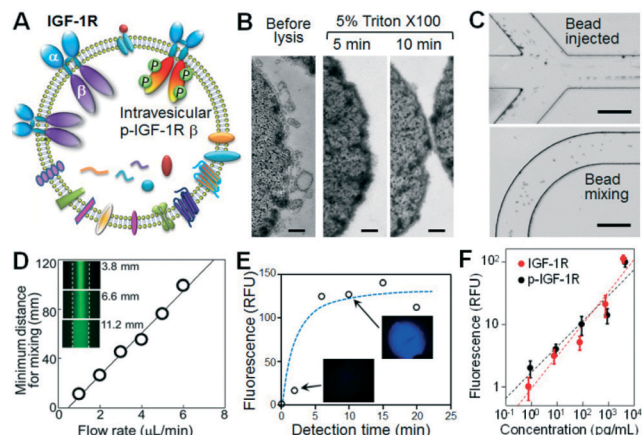 A
IGF-1R
α
β
P
P
P
P
Intravesicular
p-IGF-1R β
B
Before
lysis
5% Triton X100
5 min
10 min
C
Bead
injected
Bead
mixing
D
Minimum distance
for mixing (mm)
120
80
40
0
3.8 mm
6.6 mm
11.2 mm
0
2
4
6
8
Flow rate (µL/min)
E
Fluorescence (RFU)
150
100
50
0
0
5
10
15
20
25
Detection time (min)
F
Fluorescence (RFU)
10²
10
1
IGF-1R
p-IGF-1R
10⁻¹
10⁰
10¹
10²
10³
10⁴
Concentration (pg/mL)